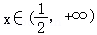 x∈(1/2, +∞)